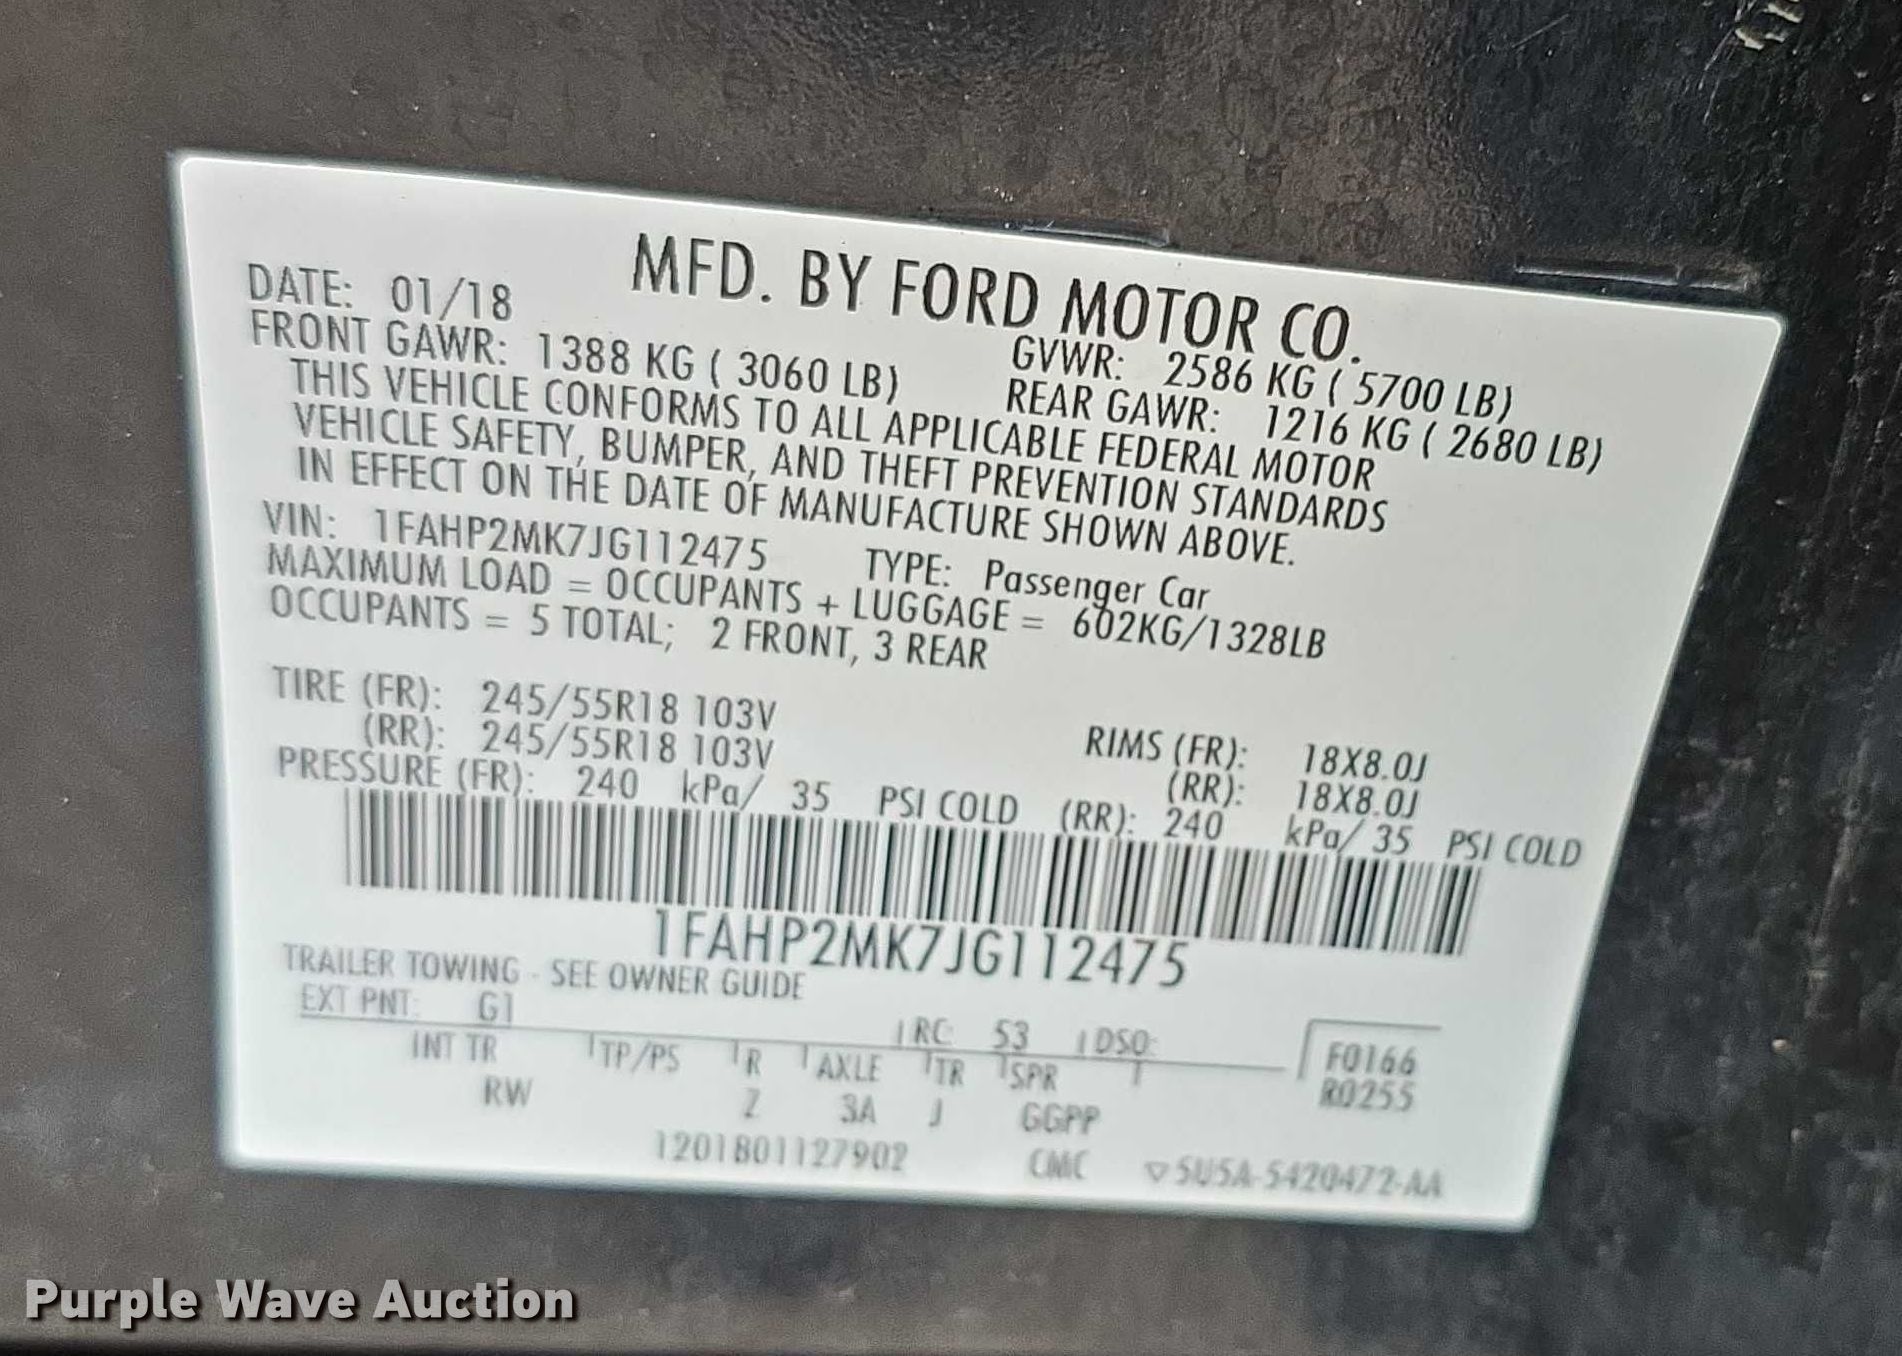 MFD. BY FORD MOTOR CO.
DATE: 01/18
GVWR: 2586 KG ( 5700 LB)
FRONT GAWR: 1388 KG ( 3060 LB)
REAR GAWR: 1216 KG ( 2680 LB)
THIS VEHICLE CONFORMS TO ALL APPLICABLE FEDERAL MOTOR
VEHICLE SAFETY, BUMPER, AND THEFT PREVENTION STANDARDS
IN EFFECT ON THE DATE OF MANUFACTURE SHOWN ABOVE.
VIN: 1FAHP2MK7JG112475 TYPE: Passenger Car
MAXIMUM LOAD = OCCUPANTS + LUGGAGE = 602KG/1328LB
OCCUPANTS = 5 TOTAL; 2 FRONT, 3 REAR
TIRE (FR): 245/55R18 103V RIMS (FR): 18X8.0J
(RR): 245/55R18 103V (RR): 18X8.0J
PRESSURE (FR): 240 kPa/ 35 PSI COLD (RR): 240 kPa/ 35 PSI COLD
1FAHP2MK7JG112475
TRAILER TOWING - SEE OWNER GUIDE
EXT PNT: G1 RC: 53 DSO:
INT TR TP/PS R AXLE TR SPR
RW Z 3A J GGPP
F0166
R0255
1201801127902 CMC ▽5U5A-5420472-AA
Purple Wave Auction